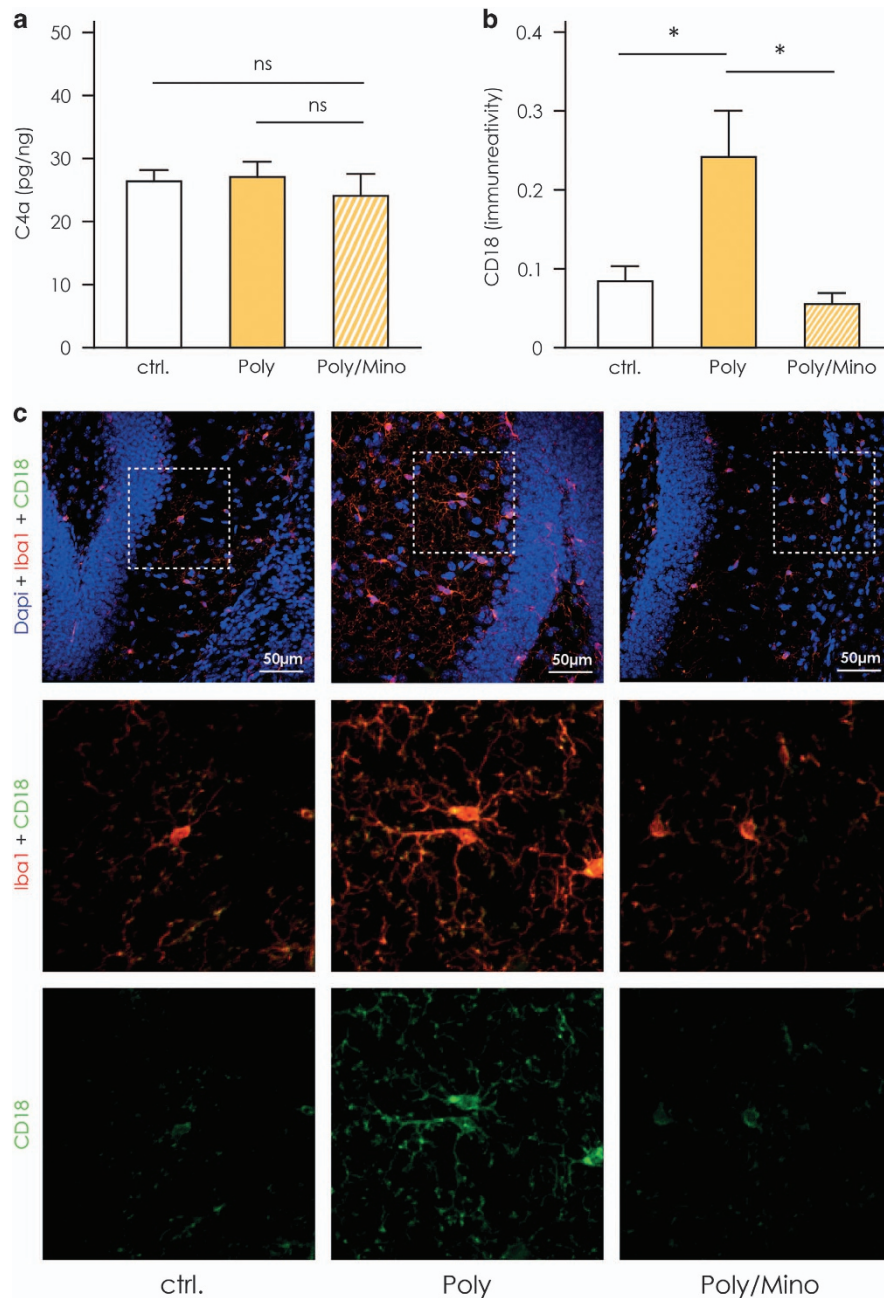 a
50
40
30
20
10
0
C4a (pg/ng)
ns
ns
ctrl.
Poly
Poly/Mino
b
0.4
0.3
0.2
0.1
0
CD18 (immunreativity)
*
*
ctrl.
Poly
Poly/Mino
c
Dapi + Iba1 + CD18
50µm
50µm
50µm
Iba1 + CD18
CD18
ctrl.
Poly
Poly/Mino